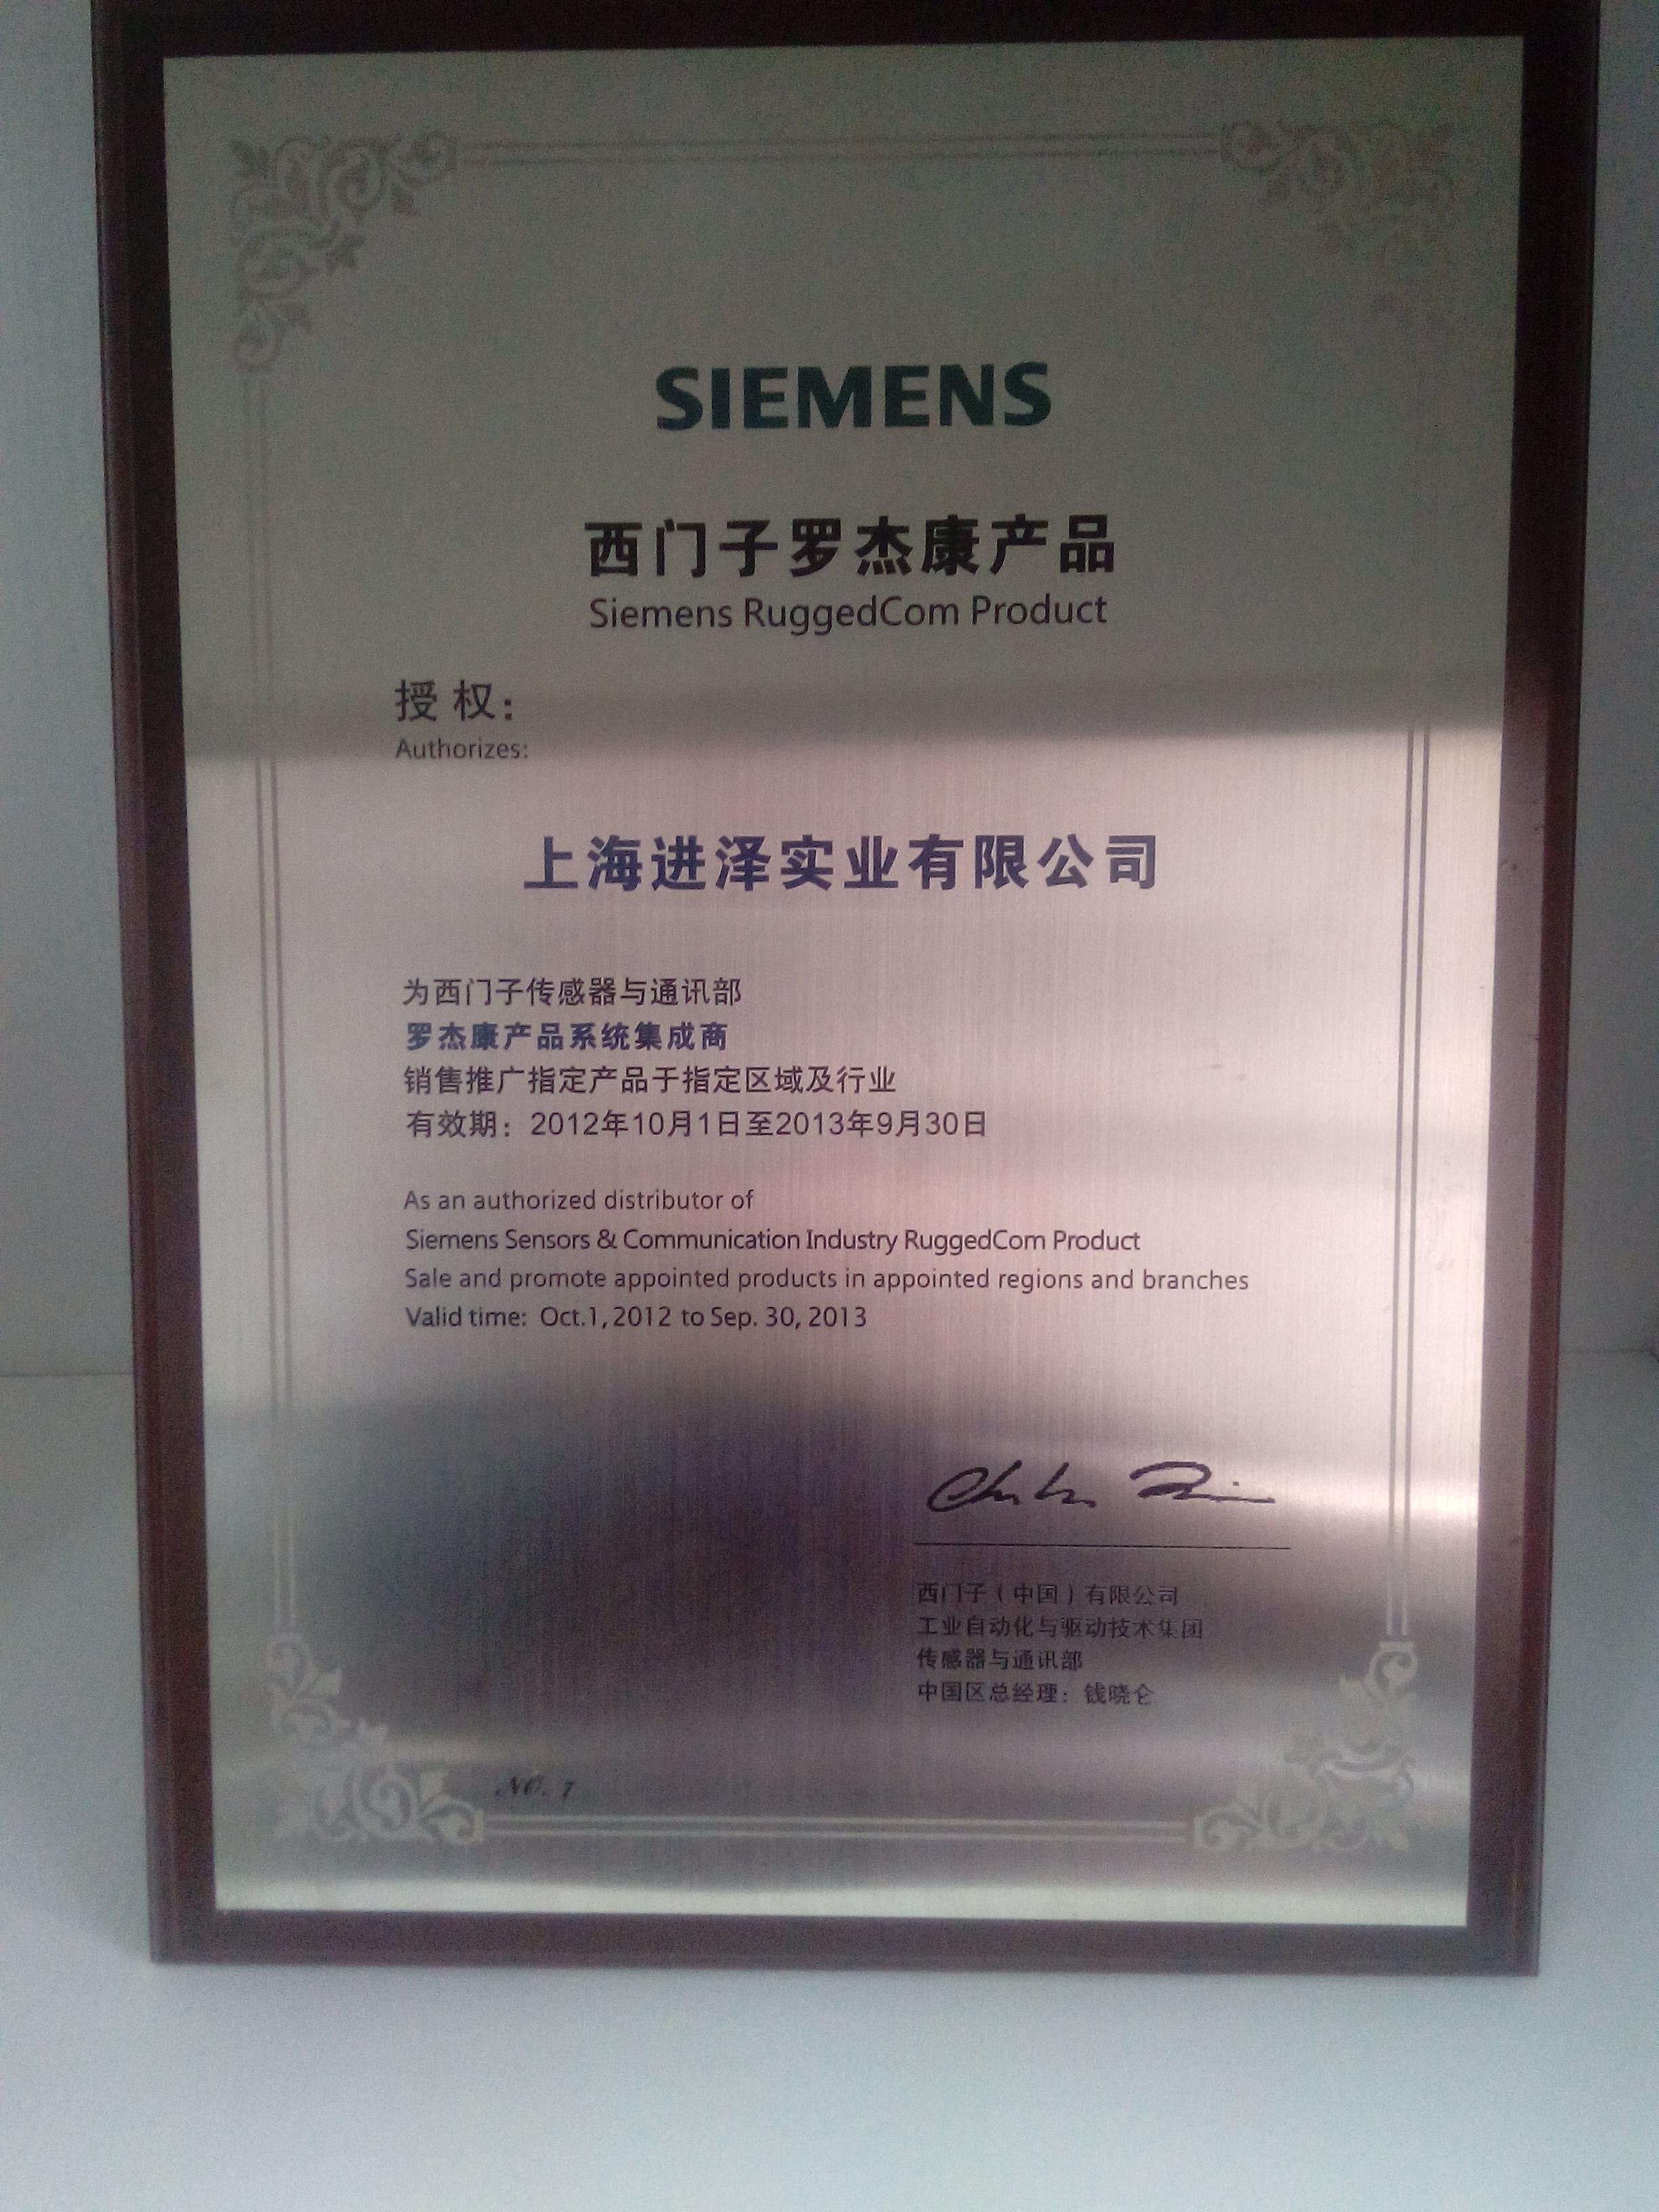 SIEMENS
西门子罗杰康产品
Siemens RuggedCom Product
授 权：
Authorizes:
上海进泽实业有限公司
为西门子传感器与通讯部
罗杰康产品系统集成商
销售推广指定产品于指定区域及行业
有效期：2012年10月1日至2013年9月30日
As an authorized distributor of
Siemens Sensors & Communication Industry RuggedCom Product
Sale and promote appointed products in appointed regions and branches
Valid time: Oct.1, 2012 to Sep. 30, 2013
西门子（中国）有限公司
工业自动化与驱动技术集团
传感器与通讯部
中国区总经理：钱晓仑
NO. 7